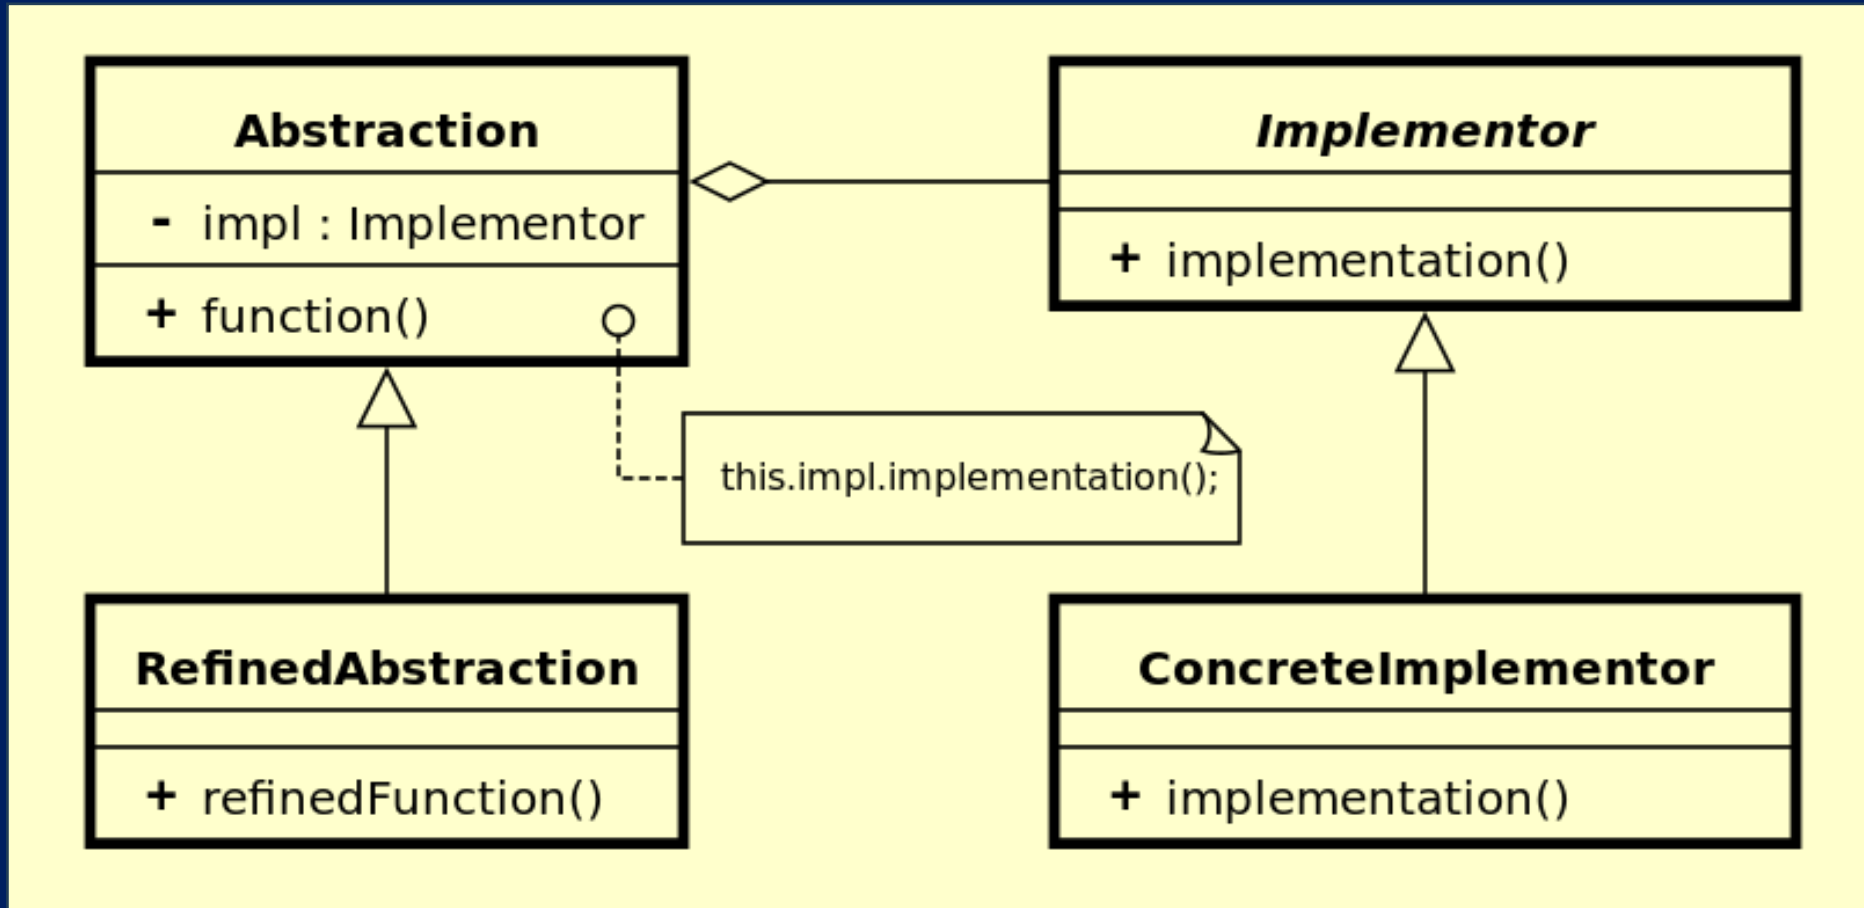 Abstraction
- impl : Implementor
+ function()
Implementor
+ implementation()
this.impl.implementation();
RefinedAbstraction
+ refinedFunction()
ConcreteImplementor
+ implementation()